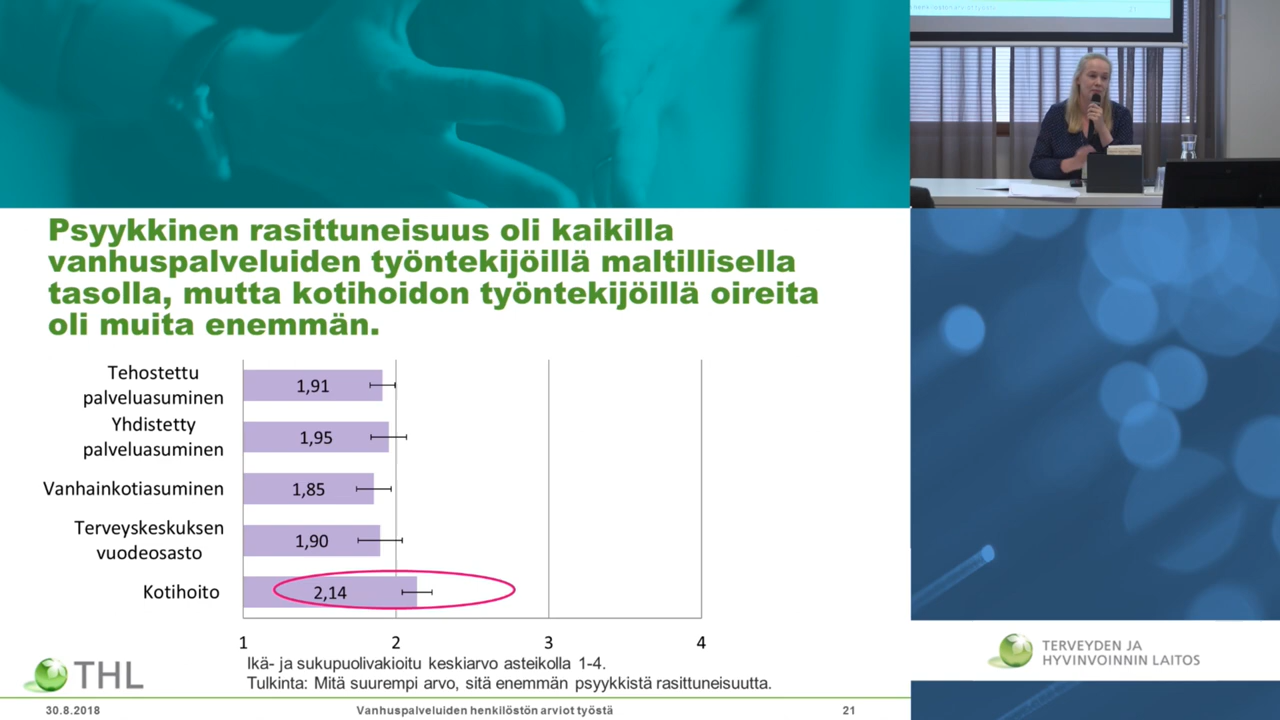 Psyykkinen rasittuneisuus oli kaikilla
vanhuspalveluiden työntekijöillä maltillisella
tasolla, mutta kotihoidon työntekijöillä oireita
oli muita enemmän.
Tehostettu
palveluasuminen
1,91
Yhdistetty
palveluasuminen
1,95
Vanhainkotiasuminen
1,85
Terveyskeskuksen
vuodeosasto
1,90
Kotihoito
2,14
1 2 3 4
Ikä- ja sukupuolivakioitu keskiarvo asteikolla 1-4.
Tulkinta: Mitä suurempi arvo, sitä enemmän psyykkistä rasittuneisuutta.
THL
30.8.2018
Vanhuspalveluiden henkilöstön arviot työstä
21
TERVEYDEN JA
HYVINVOINNIN LAITOS